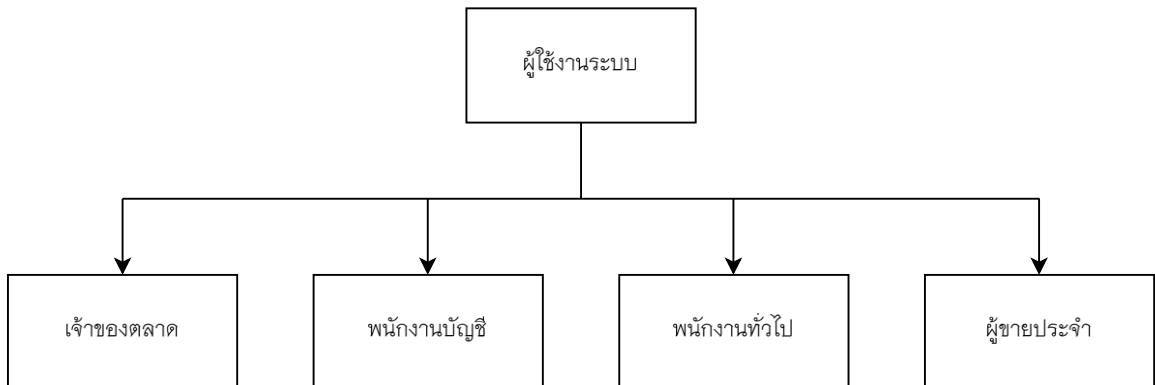 ผู้ใช้งานระบบ
เจ้าของตลาด
พนักงานบัญชี
พนักงานทั่วไป
ผู้ขายประจำ